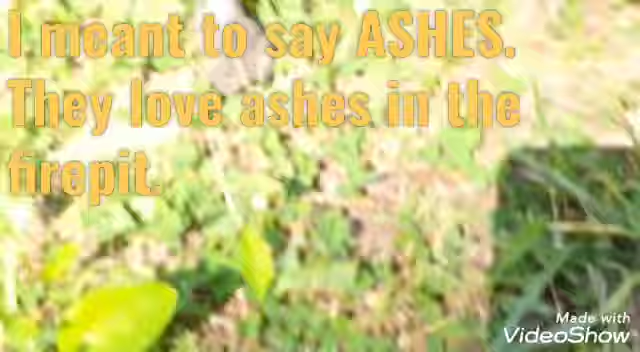 I meant to say ASHES.
They love ashes in the
firepit.
Made with
VideoShow